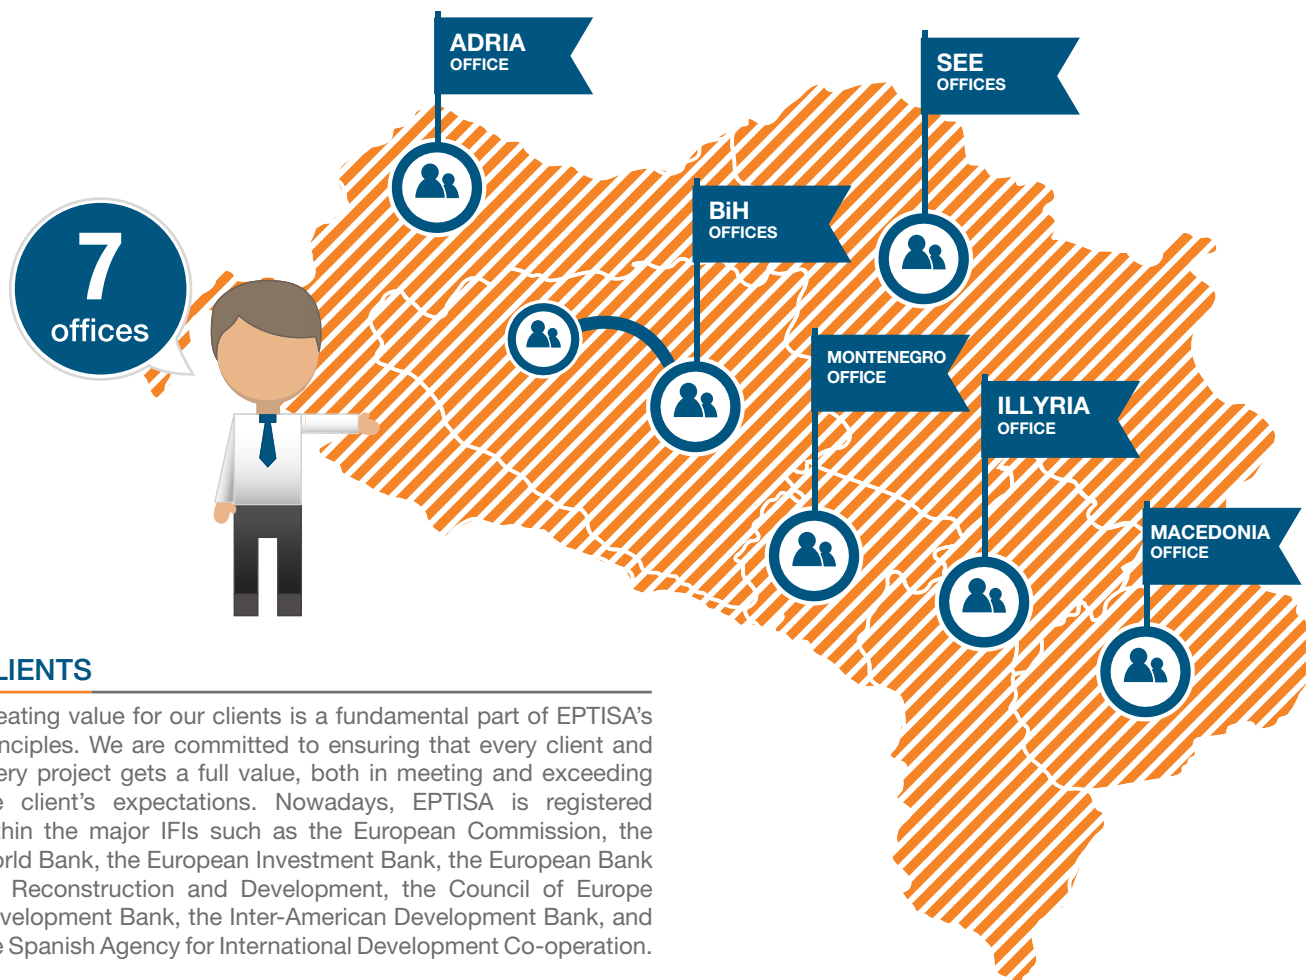 ADRIA
OFFICE
SEE
OFFICES
BiH
OFFICES
7
offices
MONTENEGRO
OFFICE
ILLYRIA
OFFICE
MACEDONIA
OFFICE
LIENTS
eating value for our clients is a fundamental part of EPTISA’s
inciples. We are committed to ensuring that every client and
ery project gets a full value, both in meeting and exceeding
e client’s expectations. Nowadays, EPTISA is registered
thin the major IFIs such as the European Commission, the
orld Bank, the European Investment Bank, the European Bank
Reconstruction and Development, the Council of Europe
evelopment Bank, the Inter-American Development Bank, and
e Spanish Agency for International Development Co-operation.